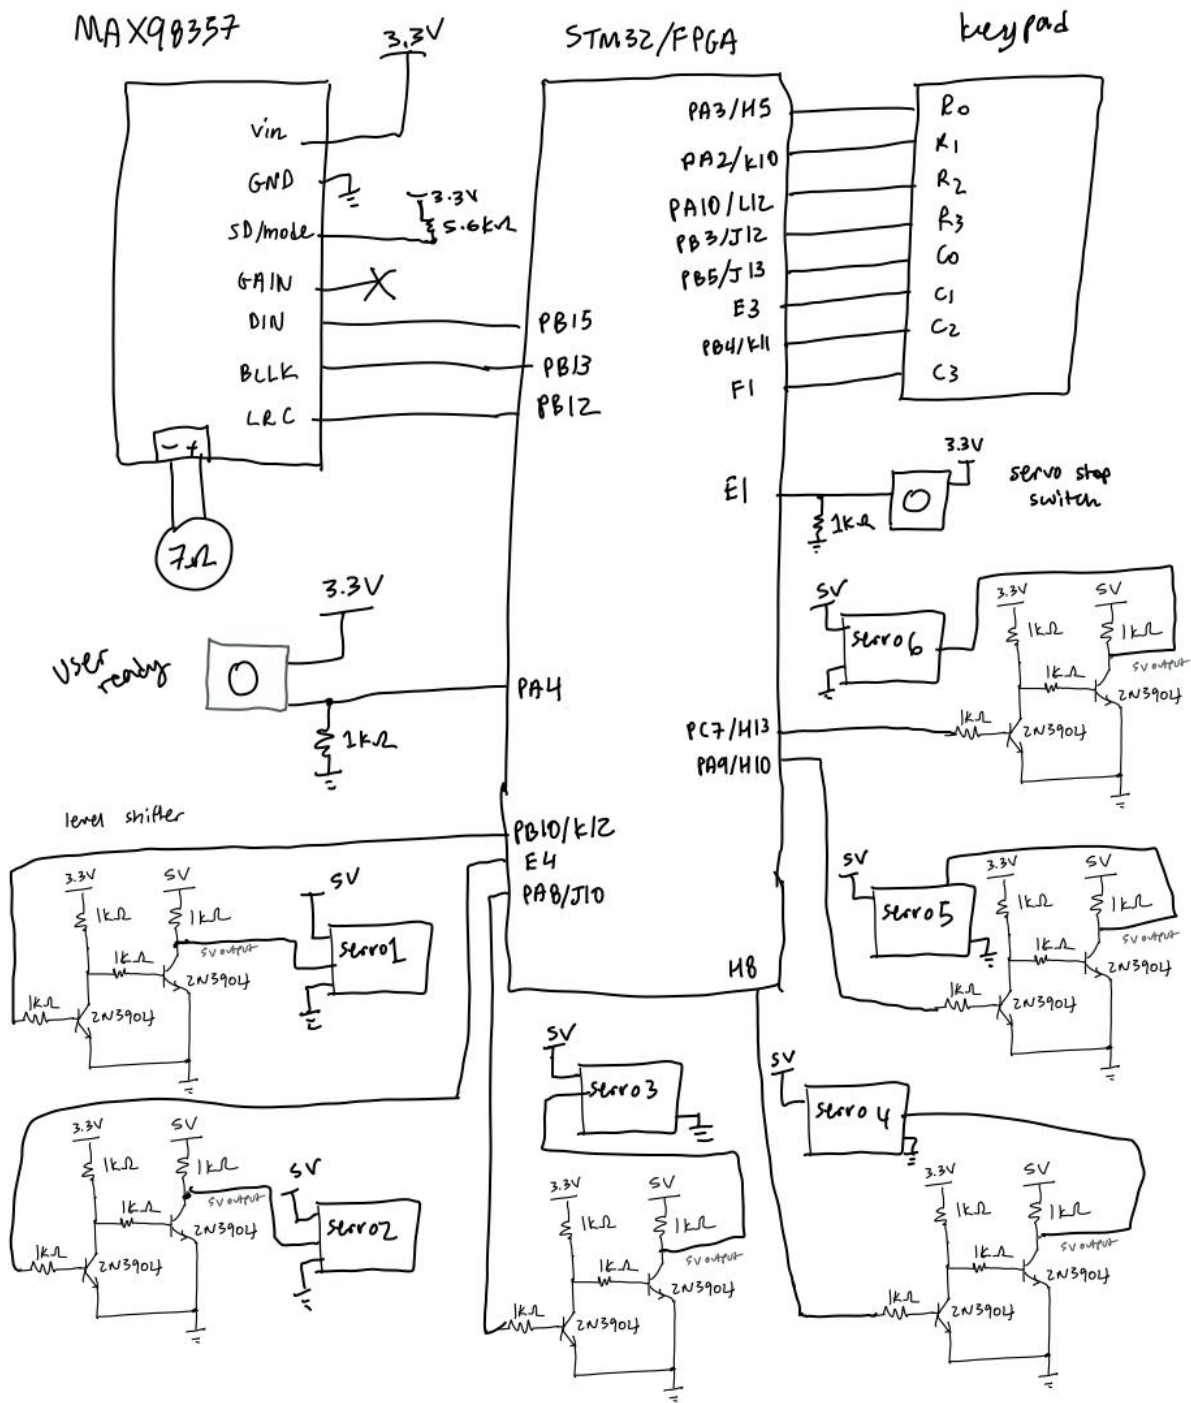 MAX98357
STM32/FPGA
keypad
3.3V
Vin
GND
3.3V
SD/mode
5.6kΩ
GAIN
DIN
BCLK
LRC
- +
7Ω
PB15
PB13
PB12
PA3/H5
R0
PA2/K10
R1
PA10/L12
R2
PB3/J12
R3
PB5/J13
C0
E3
C1
PB4/K11
C2
F1
C3
E1
3.3V
1kΩ
servo stop
switch
User
ready
3.3V
PA4
1kΩ
5V
servo6
3.3V
5V
1kΩ
1kΩ
5V output
1kΩ
2N3904
PC7/H13
1kΩ
2N3904
PA9/H10
level shifter
PB10/K12
E4
PA8/J10
H8
3.3V
5V
1kΩ
1kΩ
5V output
1kΩ
2N3904
1kΩ
2N3904
5V
servo1
5V
servo5
3.3V
5V
1kΩ
1kΩ
5V output
1kΩ
2N3904
1kΩ
2N3904
3.3V
5V
1kΩ
1kΩ
5V output
1kΩ
2N3904
1kΩ
2N3904
5V
servo2
5V
servo3
3.3V
5V
1kΩ
1kΩ
5V output
1kΩ
2N3904
1kΩ
2N3904
5V
servo4
3.3V
5V
1kΩ
1kΩ
5V output
1kΩ
2N3904
1kΩ
2N3904